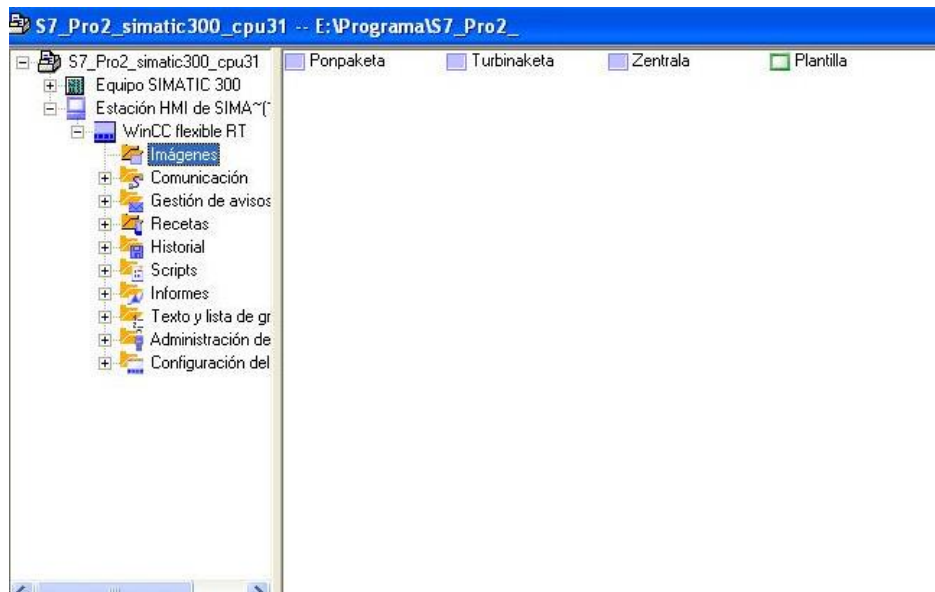 S7_Pro2_simatic300_cpu31 -- E:\Programa\S7_Pro2_
S7_Pro2_simatic300_cpu31
Equipo SIMATIC 300
Estación HMI de SIMA~(
WinCC flexible RT
Imágenes
Comunicación
Gestión de avisos
Recetas
Historial
Scripts
Informes
Texto y lista de gr
Administración de
Configuración del
Ponpaketa Turbinaketa Zentrala Plantilla